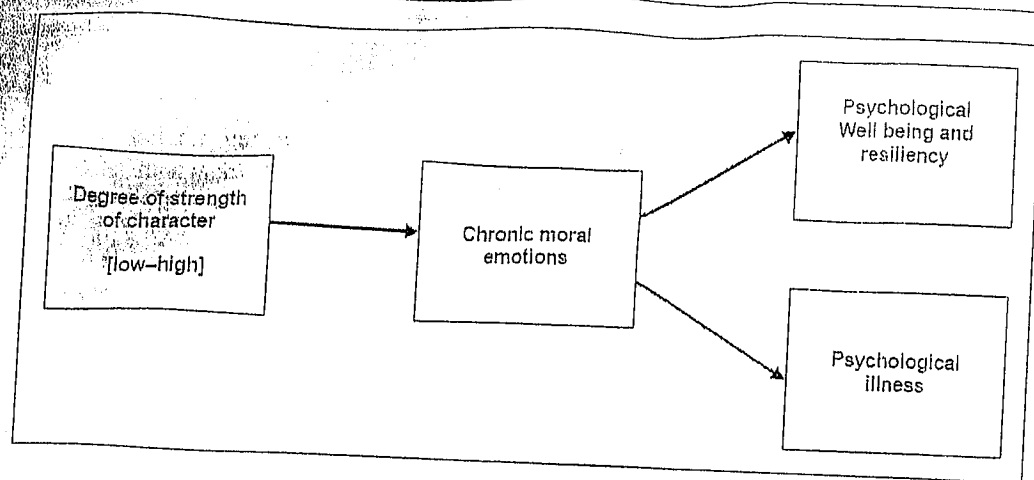 Degree of strength
of character
[low–high]
Chronic moral
emotions
Psychological
Well being and
resiliency
Psychological
illness